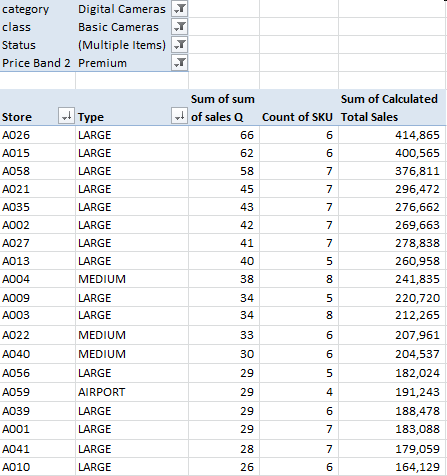 category Digital Cameras
class Basic Cameras
Status (Multiple Items)
Price Band 2 Premium
Store Type Sum of sum of sales Q Count of SKU Sum of Calculated Total Sales
A026 LARGE 66 6 414,865
A015 LARGE 62 6 400,565
A058 LARGE 58 7 376,811
A021 LARGE 45 7 296,472
A035 LARGE 43 7 276,662
A002 LARGE 42 7 269,663
A027 LARGE 41 7 278,838
A013 LARGE 40 5 260,958
A004 MEDIUM 38 8 241,835
A009 LARGE 34 5 220,720
A003 LARGE 34 8 212,265
A022 MEDIUM 33 6 207,961
A040 MEDIUM 30 6 204,537
A056 LARGE 29 5 182,024
A059 AIRPORT 29 4 191,243
A039 LARGE 29 6 188,478
A001 LARGE 29 7 183,088
A041 LARGE 28 7 179,059
A010 LARGE 26 6 164,129